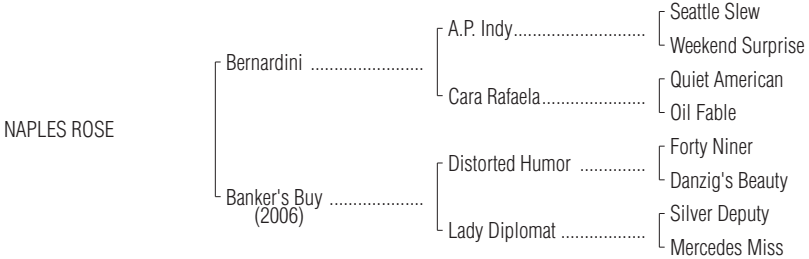 Seattle Slew
A.P. Indy............................
Weekend Surprise
Bernardini ........................
Quiet American
Cara Rafaela......................
Oil Fable
NAPLES ROSE
Forty Niner
Distorted Humor ..............
Danzig's Beauty
Banker's Buy ....................
(2006)
Silver Deputy
Lady Diplomat ..................
Mercedes Miss